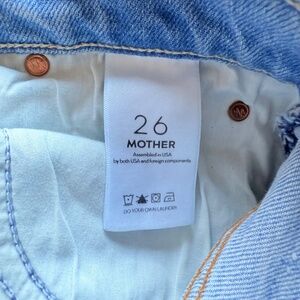 26
MOTHER
Assembled in USA
by both USA and foreign components
DO YOUR OWN LAUNDRY